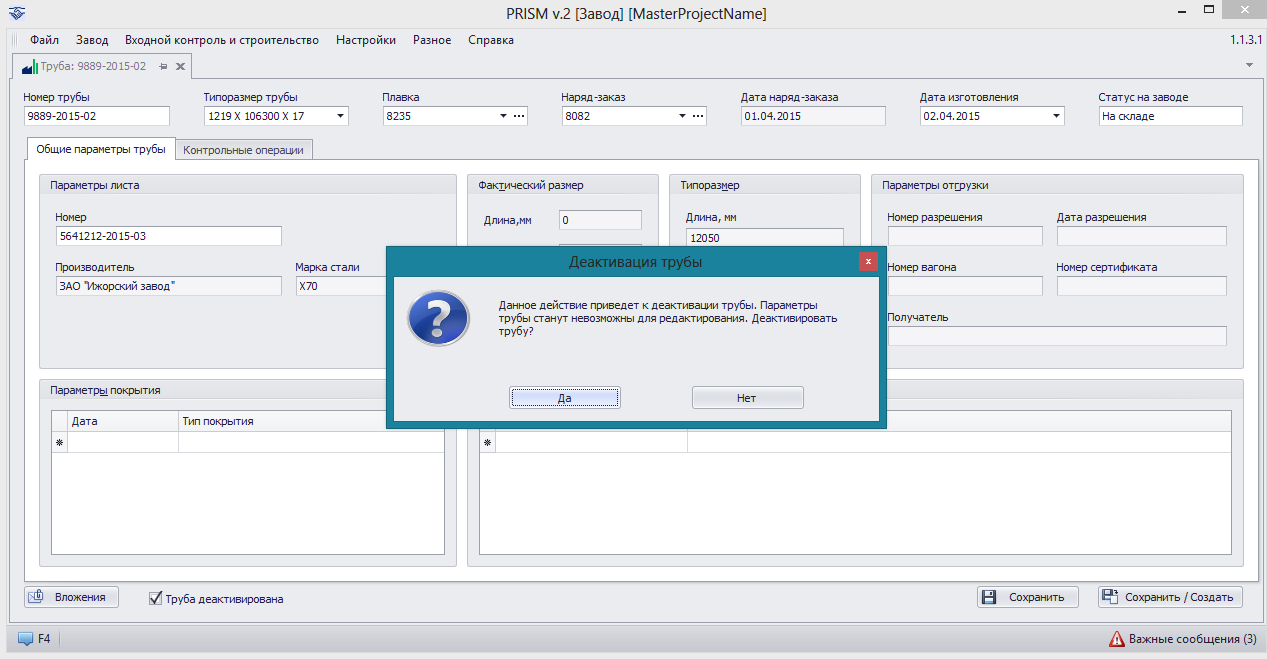 PRISM v.2 [Завод] [MasterProjectName]
Файл Завод Входной контроль и строительство Настройки Разное Справка 1.1.3.1
Труба: 9889-2015-02
Номер трубы Типоразмер трубы Плавка Наряд-заказ Дата наряд-заказа Дата изготовления Статус на заводе
9889-2015-02 1219 X 106300 X 17 8235 8082 01.04.2015 02.04.2015 На складе
Общие параметры трубы Контрольные операции
Параметры листа Фактический размер Типоразмер Параметры отгрузки
Номер Длина,мм 0 Длина, мм Номер разрешения Дата разрешения
5641212-2015-03 12050
Деактивация трубы
Производитель Марка стали Номер вагона Номер сертификата
ЗАО "Ижорский завод" X70
Данное действие приведет к деактивации трубы. Параметры
трубы станут невозможны для редактирования. Деактивировать
трубу?
Получатель
Параметры покрытия
Да Нет
Дата Тип покрытия
Вложения Труба деактивирована Сохранить Сохранить / Создать
F4 Важные сообщения (3)